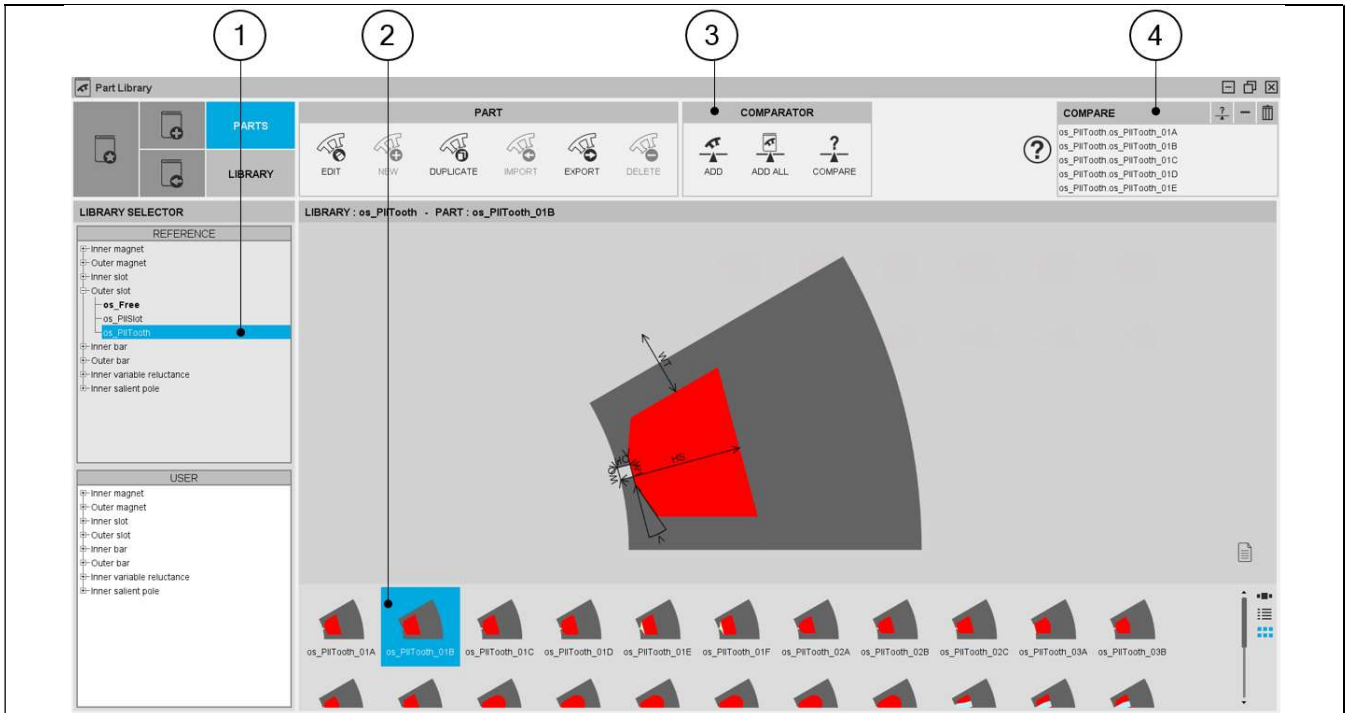 1 2 3 4
Part Library
PARTS
LIBRARY
PART
EDIT NEW DUPLICATE IMPORT EXPORT DELETE
COMPARATOR
ADD ADD ALL COMPARE
?
COMPARE
os_PllTooth.os_PllTooth_01A
os_PllTooth.os_PllTooth_01B
os_PllTooth.os_PllTooth_01C
os_PllTooth.os_PllTooth_01D
os_PllTooth.os_PllTooth_01E
LIBRARY SELECTOR
REFERENCE
Inner magnet
Outer magnet
Inner slot
Outer slot
os_Free
os_PllSlot
os_PllTooth
Inner bar
Outer bar
Inner variable reluctance
Inner salient pole
USER
Inner magnet
Outer magnet
Inner slot
Outer slot
Inner bar
Outer bar
Inner variable reluctance
Inner salient pole
LIBRARY : os_PllTooth - PART : os_PllTooth_01B
WT
HS
HO
WO
os_PllTooth_01A os_PllTooth_01B os_PllTooth_01C os_PllTooth_01D os_PllTooth_01E os_PllTooth_01F os_PllTooth_02A os_PllTooth_02B os_PllTooth_02C os_PllTooth_03A os_PllTooth_03B